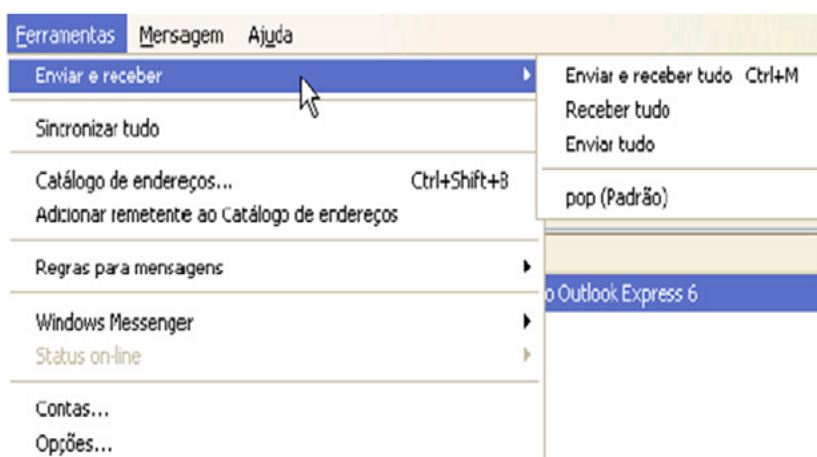 Ferramentas Mensagem Ajuda
Enviar e receber
Sincronizar tudo
Catálogo de endereços... Ctrl+Shift+B
Adicionar remetente ao Catálogo de endereços
Regras para mensagens
Windows Messenger
Status on-line
Contas...
Opções...
Enviar e receber tudo Ctrl+M
Receber tudo
Enviar tudo
pop (Padrão)
o Outlook Express 6